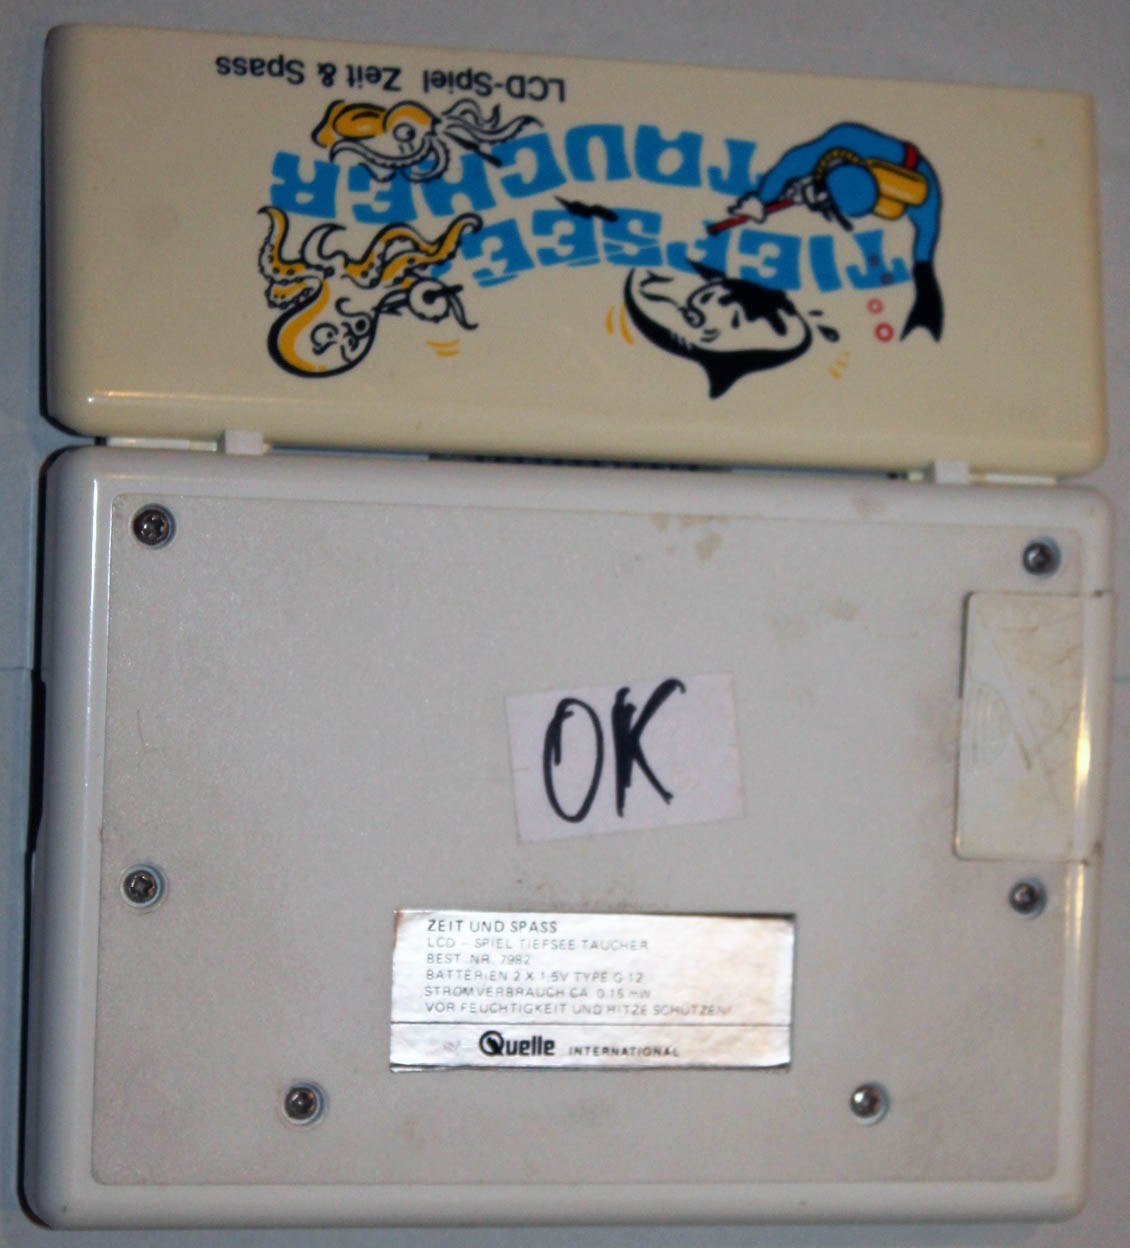 LCD-Spiel Zeit & Spass
TIEFSEE
TAUCHER
OK
ZEIT UND SPASS
LCD - SPIEL TIEFSEE TAUCHER
BEST. NR. 7982
BATTERIEN 2 X 1,5V TYPE G 12
STROMVERBRAUCH CA. 0,15 mW
VOR FEUCHTIGKEIT UND HITZE SCHÜTZEN!
Quelle INTERNATIONAL